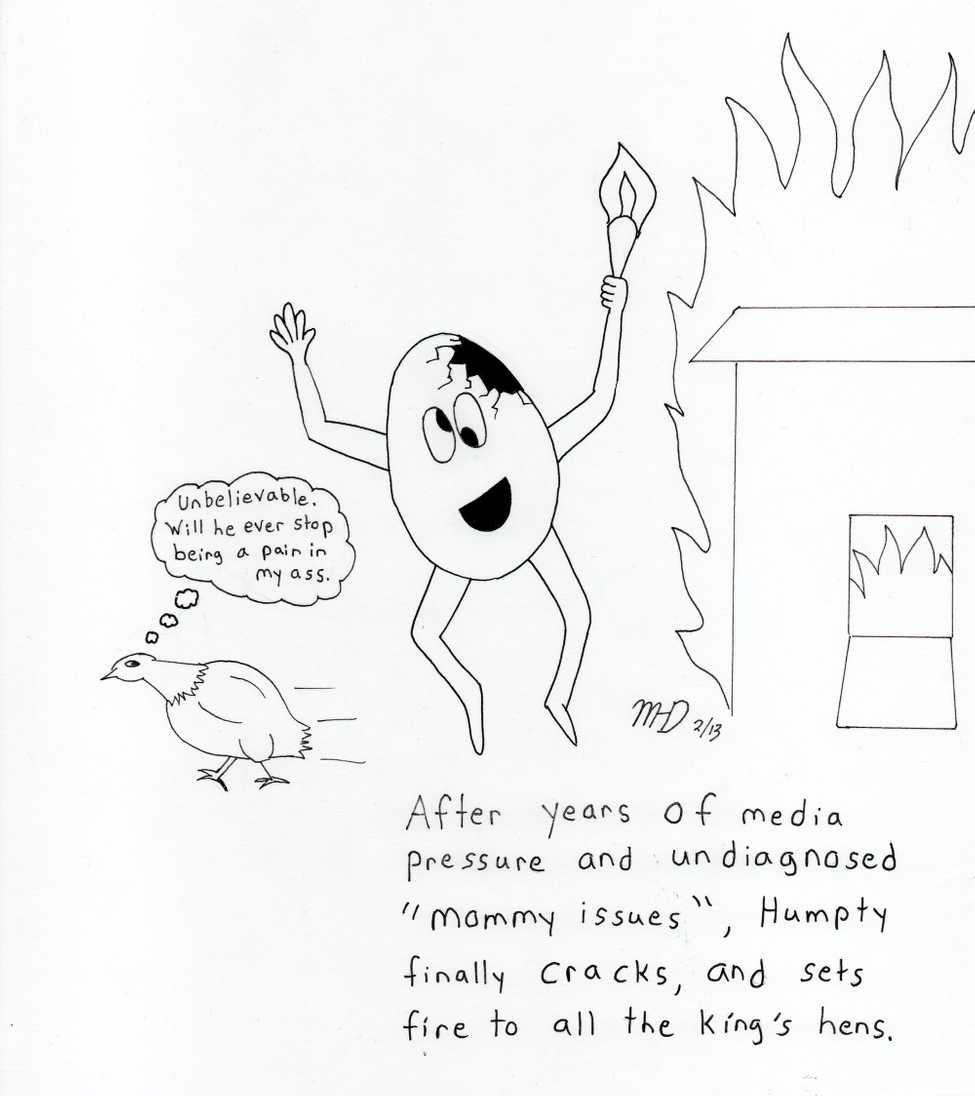 Unbelievable.
Will he ever stop
being a pain in
my ass.
MHD 2/13
After years of media
pressure and undiagnosed
"mommy issues", Humpty
finally cracks, and sets
fire to all the king's hens.